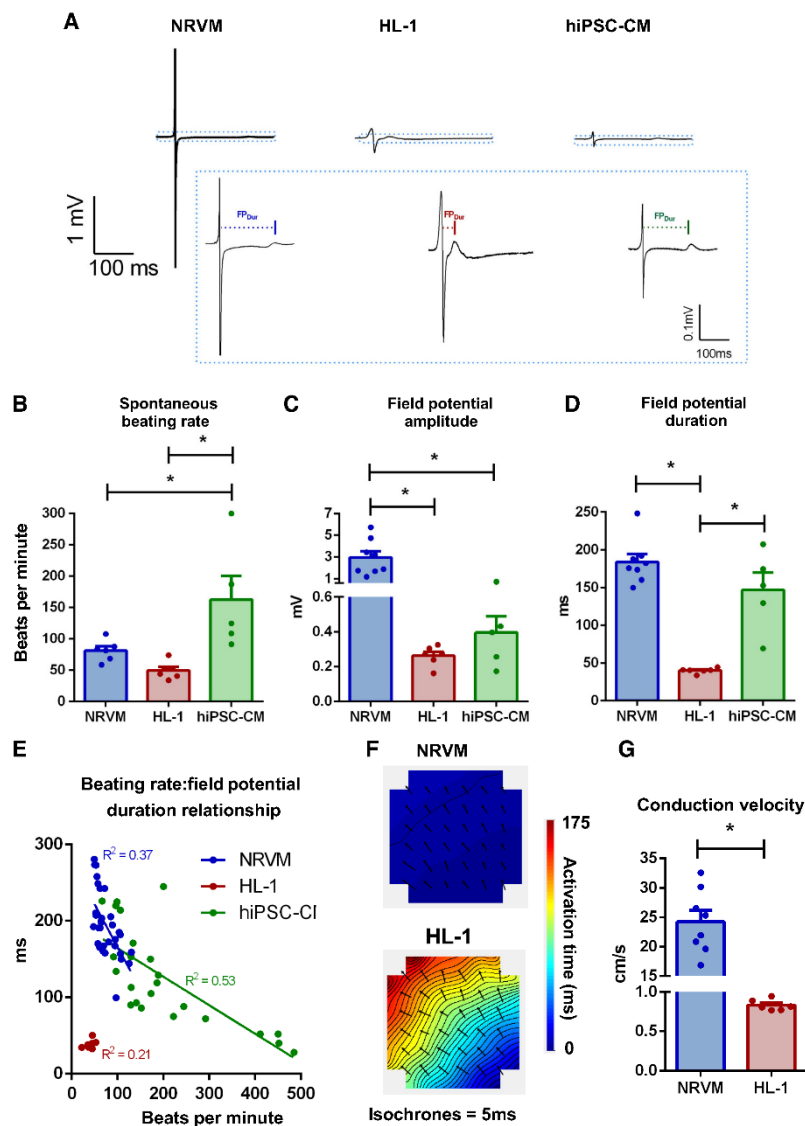 A
NRVM HL-1 hiPSC-CM
1 mV
100 ms
FPDur FPDur FPDur
0.1mV
100ms
B
Spontaneous
beating rate
*
*
Beats per minute
300
250
200
150
100
50
0
NRVM HL-1 hiPSC-CM
C
Field potential
amplitude
*
*
mV
7
5
3
1
0.6
0.4
0.2
0.0
NRVM HL-1 hiPSC-CM
D
Field potential
duration
*
*
ms
200
150
100
50
0
NRVM HL-1 hiPSC-CM
E
Beating rate:field potential
duration relationship
ms
300
200
100
0
R2 = 0.37
NRVM
HL-1
hiPSC-CI
R2 = 0.53
R2 = 0.21
0 100 200 300 400 500
Beats per minute
F
NRVM
HL-1
175
Activation time (ms)
0
Isochrones = 5ms
G
Conduction velocity
*
cm/s
35
30
25
20
15
1.0
0.5
0.0
NRVM HL-1